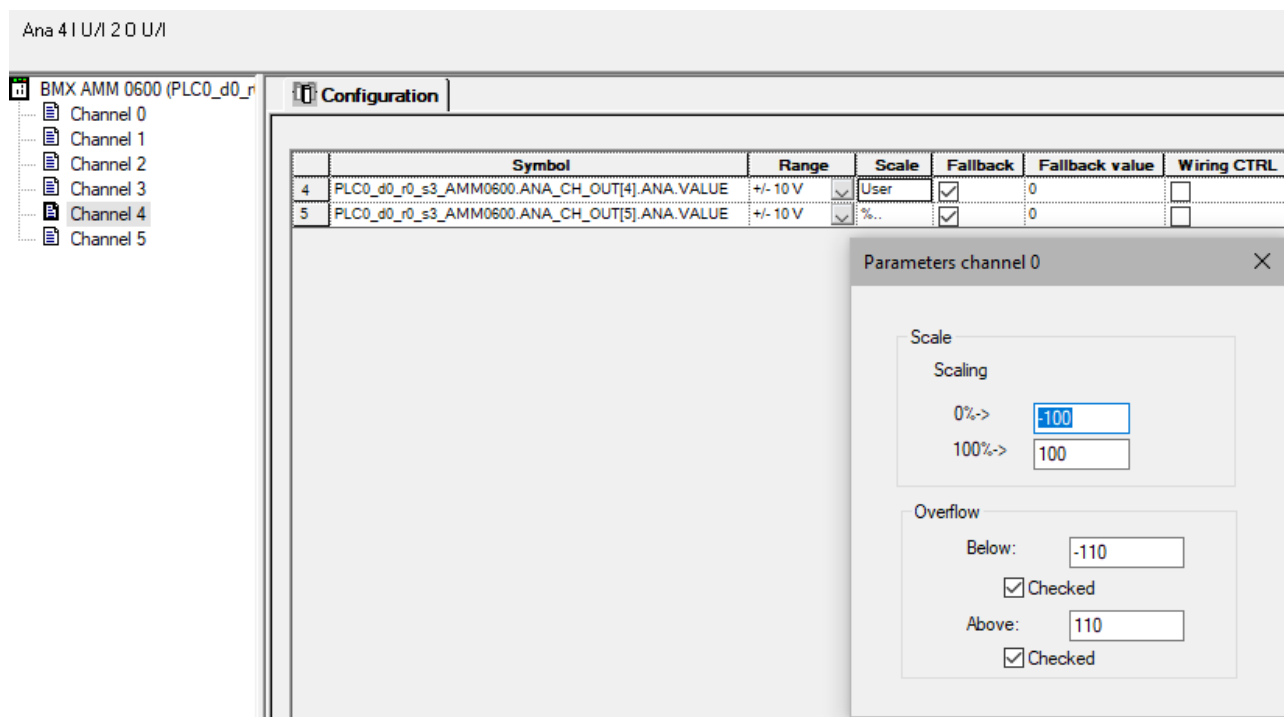 Ana 4 I U/I 2 O U/I
BMX AMM 0600 (PLC0_d0_r
Channel 0
Channel 1
Channel 2
Channel 3
Channel 4
Channel 5
Configuration
Symbol Range Scale Fallback Fallback value Wiring CTRL
4 PLC0_d0_r0_s3_AMM0600.ANA_CH_OUT[4].ANA.VALUE +/- 10 V User 0
5 PLC0_d0_r0_s3_AMM0600.ANA_CH_OUT[5].ANA.VALUE +/- 10 V %.. 0
Parameters channel 0
Scale
Scaling
0%-> -100
100%-> 100
Overflow
Below: -110
Checked
Above: 110
Checked